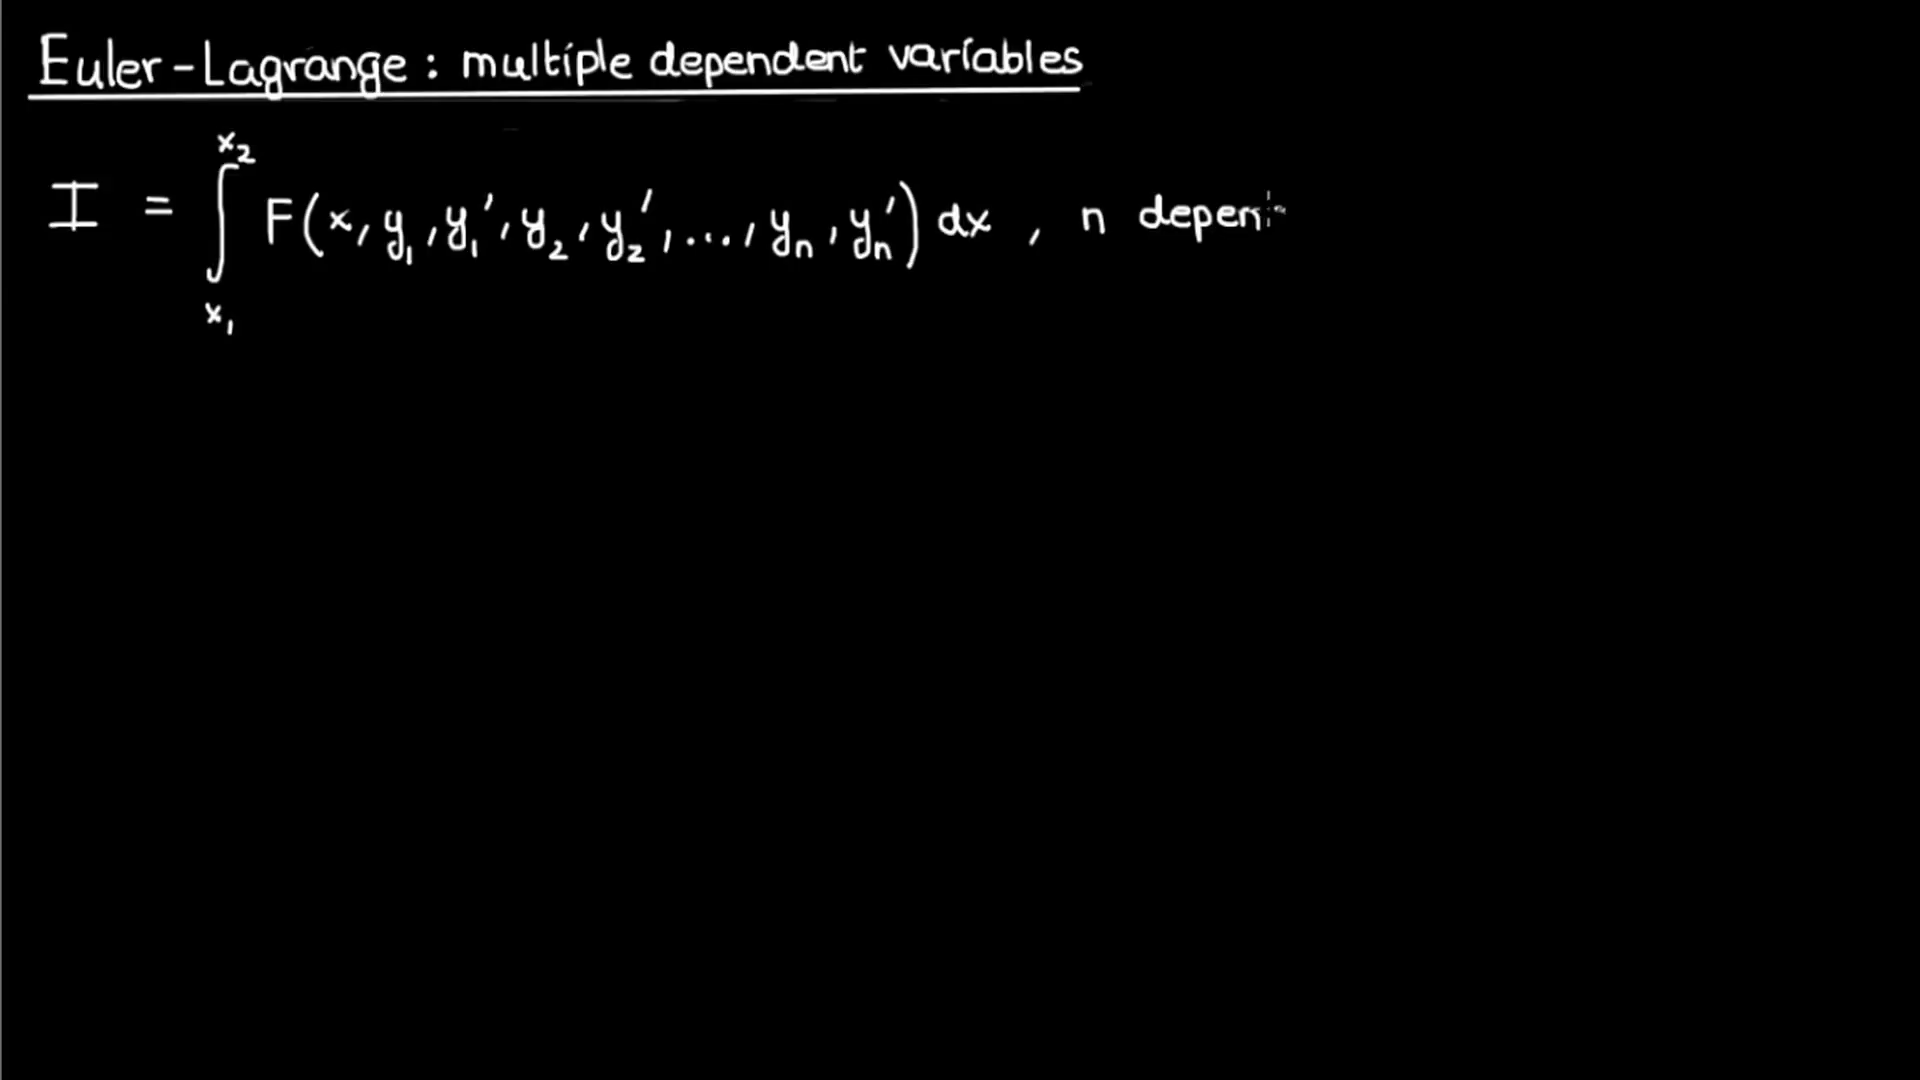 Euler-Lagrange : multiple dependent variables
I = ∫_{x₁}^{x₂} F(x, y₁, y₁', y₂, y₂', ..., yₙ, yₙ') dx , n depen